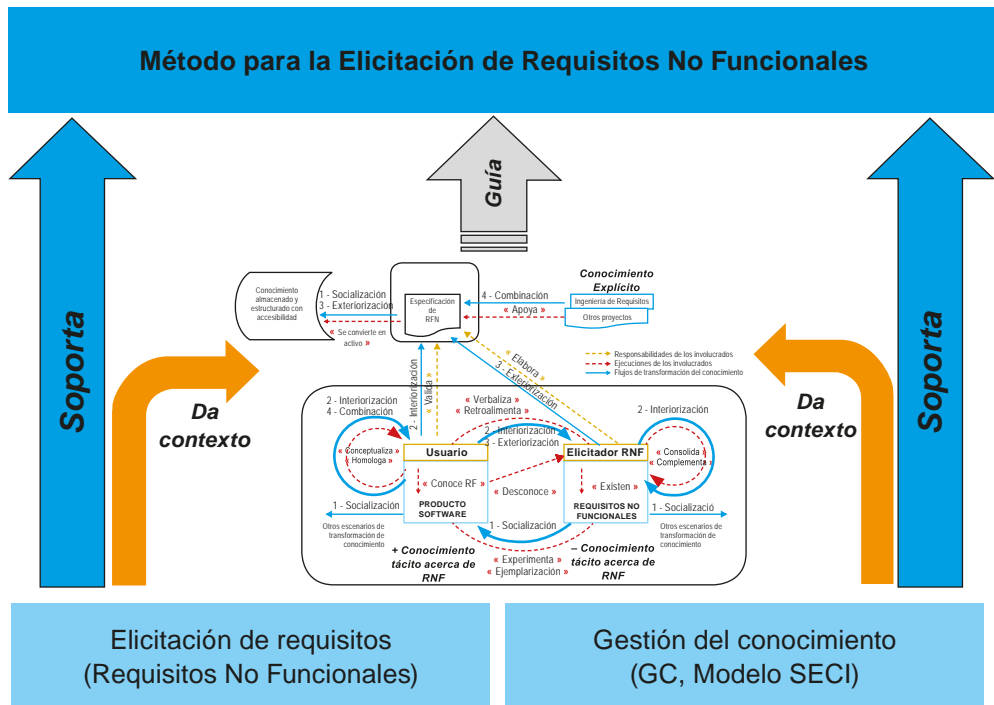 Método para la Elicitación de Requisitos No Funcionales
Soporta
Guía
Soporta
Da
contexto
Da
contexto
Conocimiento
almacenado y
estructurado con
accesibilidad
1 - Socialización
3 - Exteriorización
« Se convierte en
activo »
Especificación
de
RFN
4 - Combinación
« Apoya »
Conocimiento
Explícito
Ingeniería de Requisitos
Otros proyectos
Responsabilidades de los involucrados
Ejecuciones de los involucrados
Flujos de transformación del conocimiento
2 - Interiorización
« Valida »
« Elabora »
3 - Exteriorización
2 - Interiorización
4 - Combinación
« Conceptualiza »
« Homologa »
« Verbaliza »
« Retroalimenta »
2 - Interiorización
3 - Exteriorización
2 - Interiorización
« Consolida »
« Complementa »
Usuario
Elicitador RNF
« Conoce RF »
« Desconoce »
« Existen »
PRODUCTO
SOFTWARE
REQUISITOS NO
FUNCIONALES
1 - Socialización
1 - Socialización
1 - Socializació
Otros escenarios de
transformación de
conocimiento
Otros escenarios de
transformación de
conocimiento
+ Conocimiento
tácito acerca de
RNF
« Experimenta »
« Ejemplarización »
– Conocimiento
tácito acerca de
RNF
Elicitación de requisitos
(Requisitos No Funcionales)
Gestión del conocimiento
(GC, Modelo SECI)